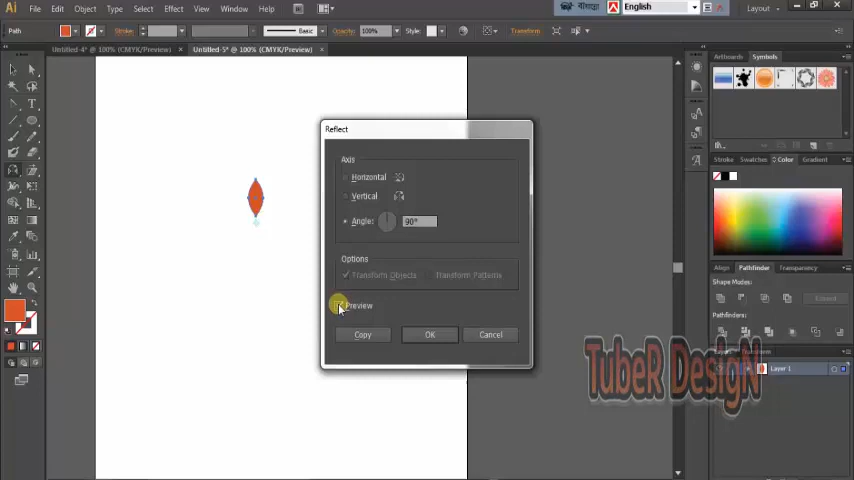 Ai File Edit Object Type Select Effect View Window Help Br
বাংলায় English
Layout
Path Stroke: Basic Opacity: 100% Style: Transform
Untitled-4* @ 100% (CMYK/Preview) ×
Untitled-5* @ 100% (CMYK/Preview) ×
Artboards Symbols
Reflect
Axis
Horizontal
Vertical
Angle: 90°
Options
Transform Objects Transform Patterns
Preview
Copy OK Cancel
Stroke Swatches Color Gradient
Align Pathfinder Transparency
Shape Modes:
Expand
Pathfinders:
Layers Transform
Layer 1
TubeR DesigN